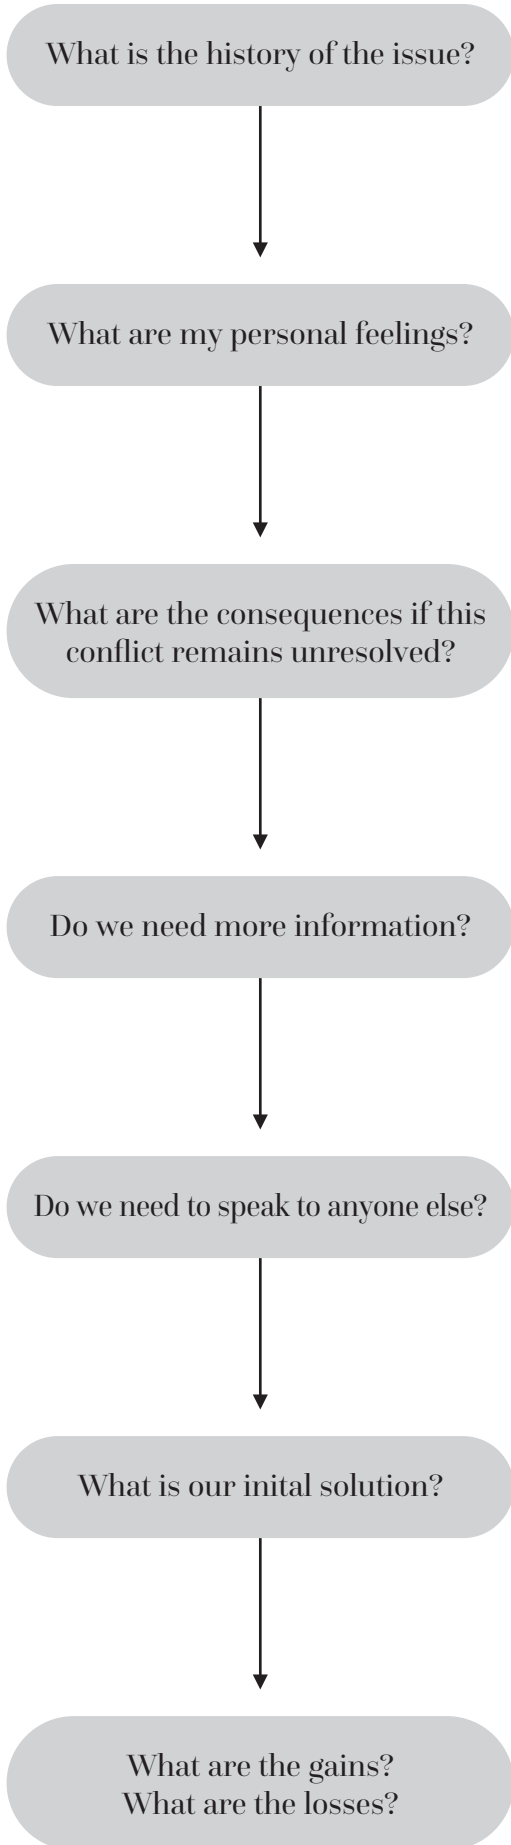 What is the history of the issue?
What are my personal feelings?
What are the consequences if this
conflict remains unresolved?
Do we need more information?
Do we need to speak to anyone else?
What is our inital solution?
What are the gains?
What are the losses?